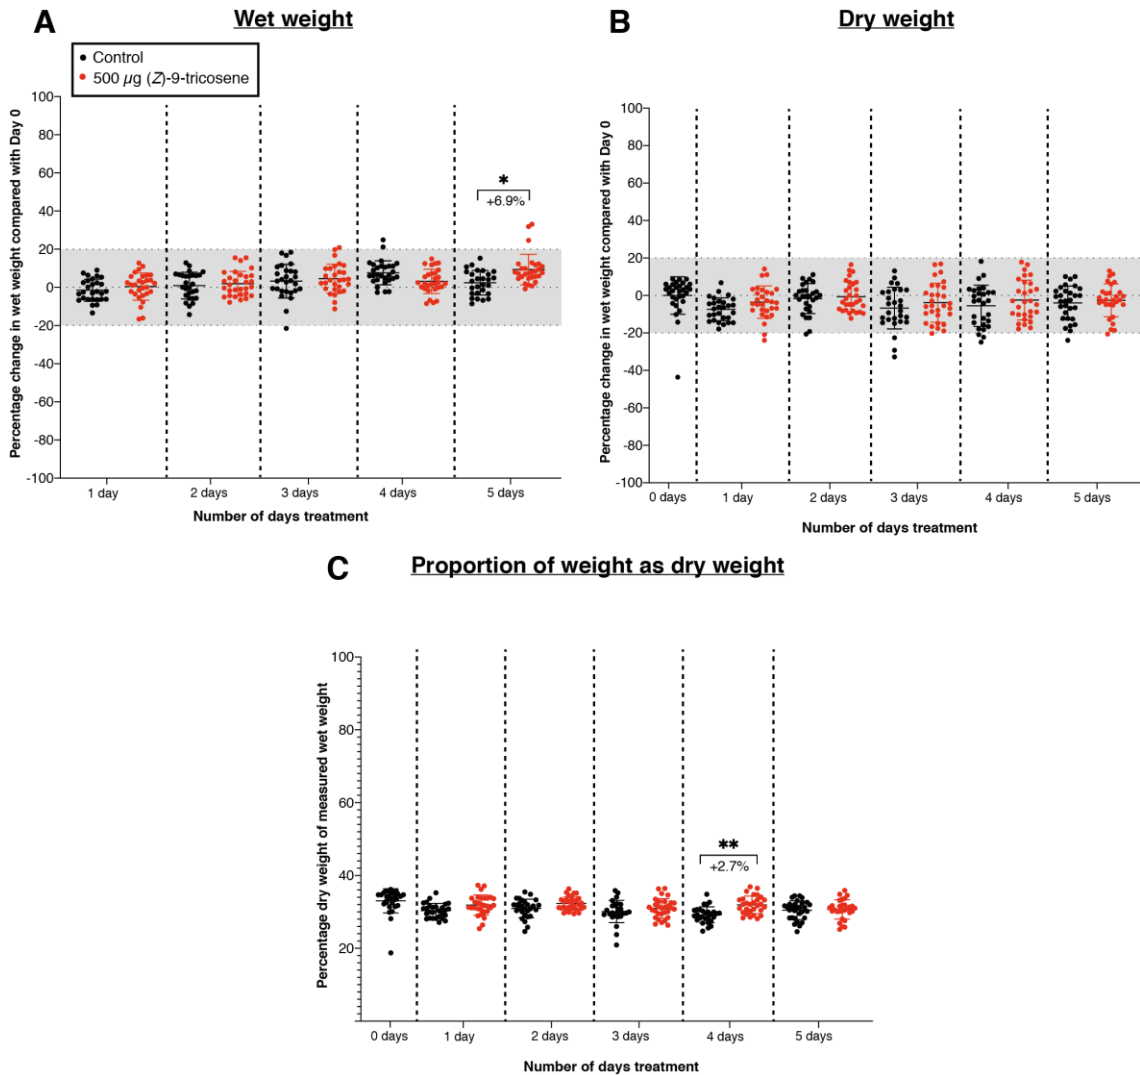 A
Wet weight
Control
500 µg (Z)-9-tricosene
Percentage change in wet weight compared with Day 0
100
80
60
40
20
0
-20
-40
-60
-80
-100
*
+6.9%
1 day
2 days
3 days
4 days
5 days
Number of days treatment
B
Dry weight
Percentage change in wet weight compared with Day 0
100
80
60
40
20
0
-20
-40
-60
-80
-100
0 days
1 day
2 days
3 days
4 days
5 days
Number of days treatment
C
Proportion of weight as dry weight
Percentage dry weight of measured wet weight
100
80
60
40
20
**
+2.7%
0 days
1 day
2 days
3 days
4 days
5 days
Number of days treatment